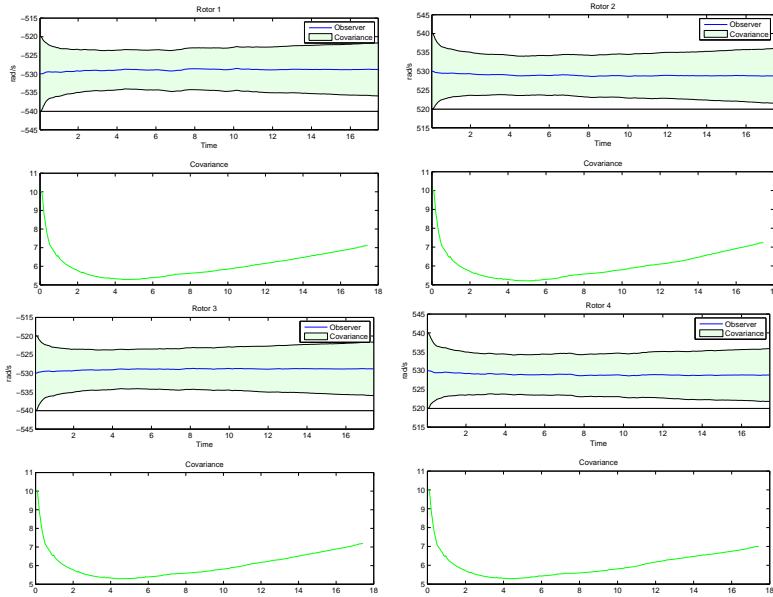 Rotor 1
−515
−520
−525
−530
−535
−540
−545
rad/s
Observer
Covariance
0 2 4 6 8 10 12 14 16
Time
Rotor 2
545
540
535
530
525
520
515
rad/s
Observer
Covariance
0 2 4 6 8 10 12 14 16
Time
Covariance
11
10
9
8
7
6
5
0 2 4 6 8 10 12 14 16 18
Covariance
11
10
9
8
7
6
5
0 2 4 6 8 10 12 14 16
Rotor 3
−515
−520
−525
−530
−535
−540
−545
rad/s
Observer
Covariance
0 2 4 6 8 10 12 14 16
Time
Rotor 4
545
540
535
530
525
520
515
rad/s
Observer
Covariance
0 2 4 6 8 10 12 14 16
Time
Covariance
11
10
9
8
7
6
5
0 2 4 6 8 10 12 14 16 18
Covariance
11
10
9
8
7
6
5
0 2 4 6 8 10 12 14 16 18